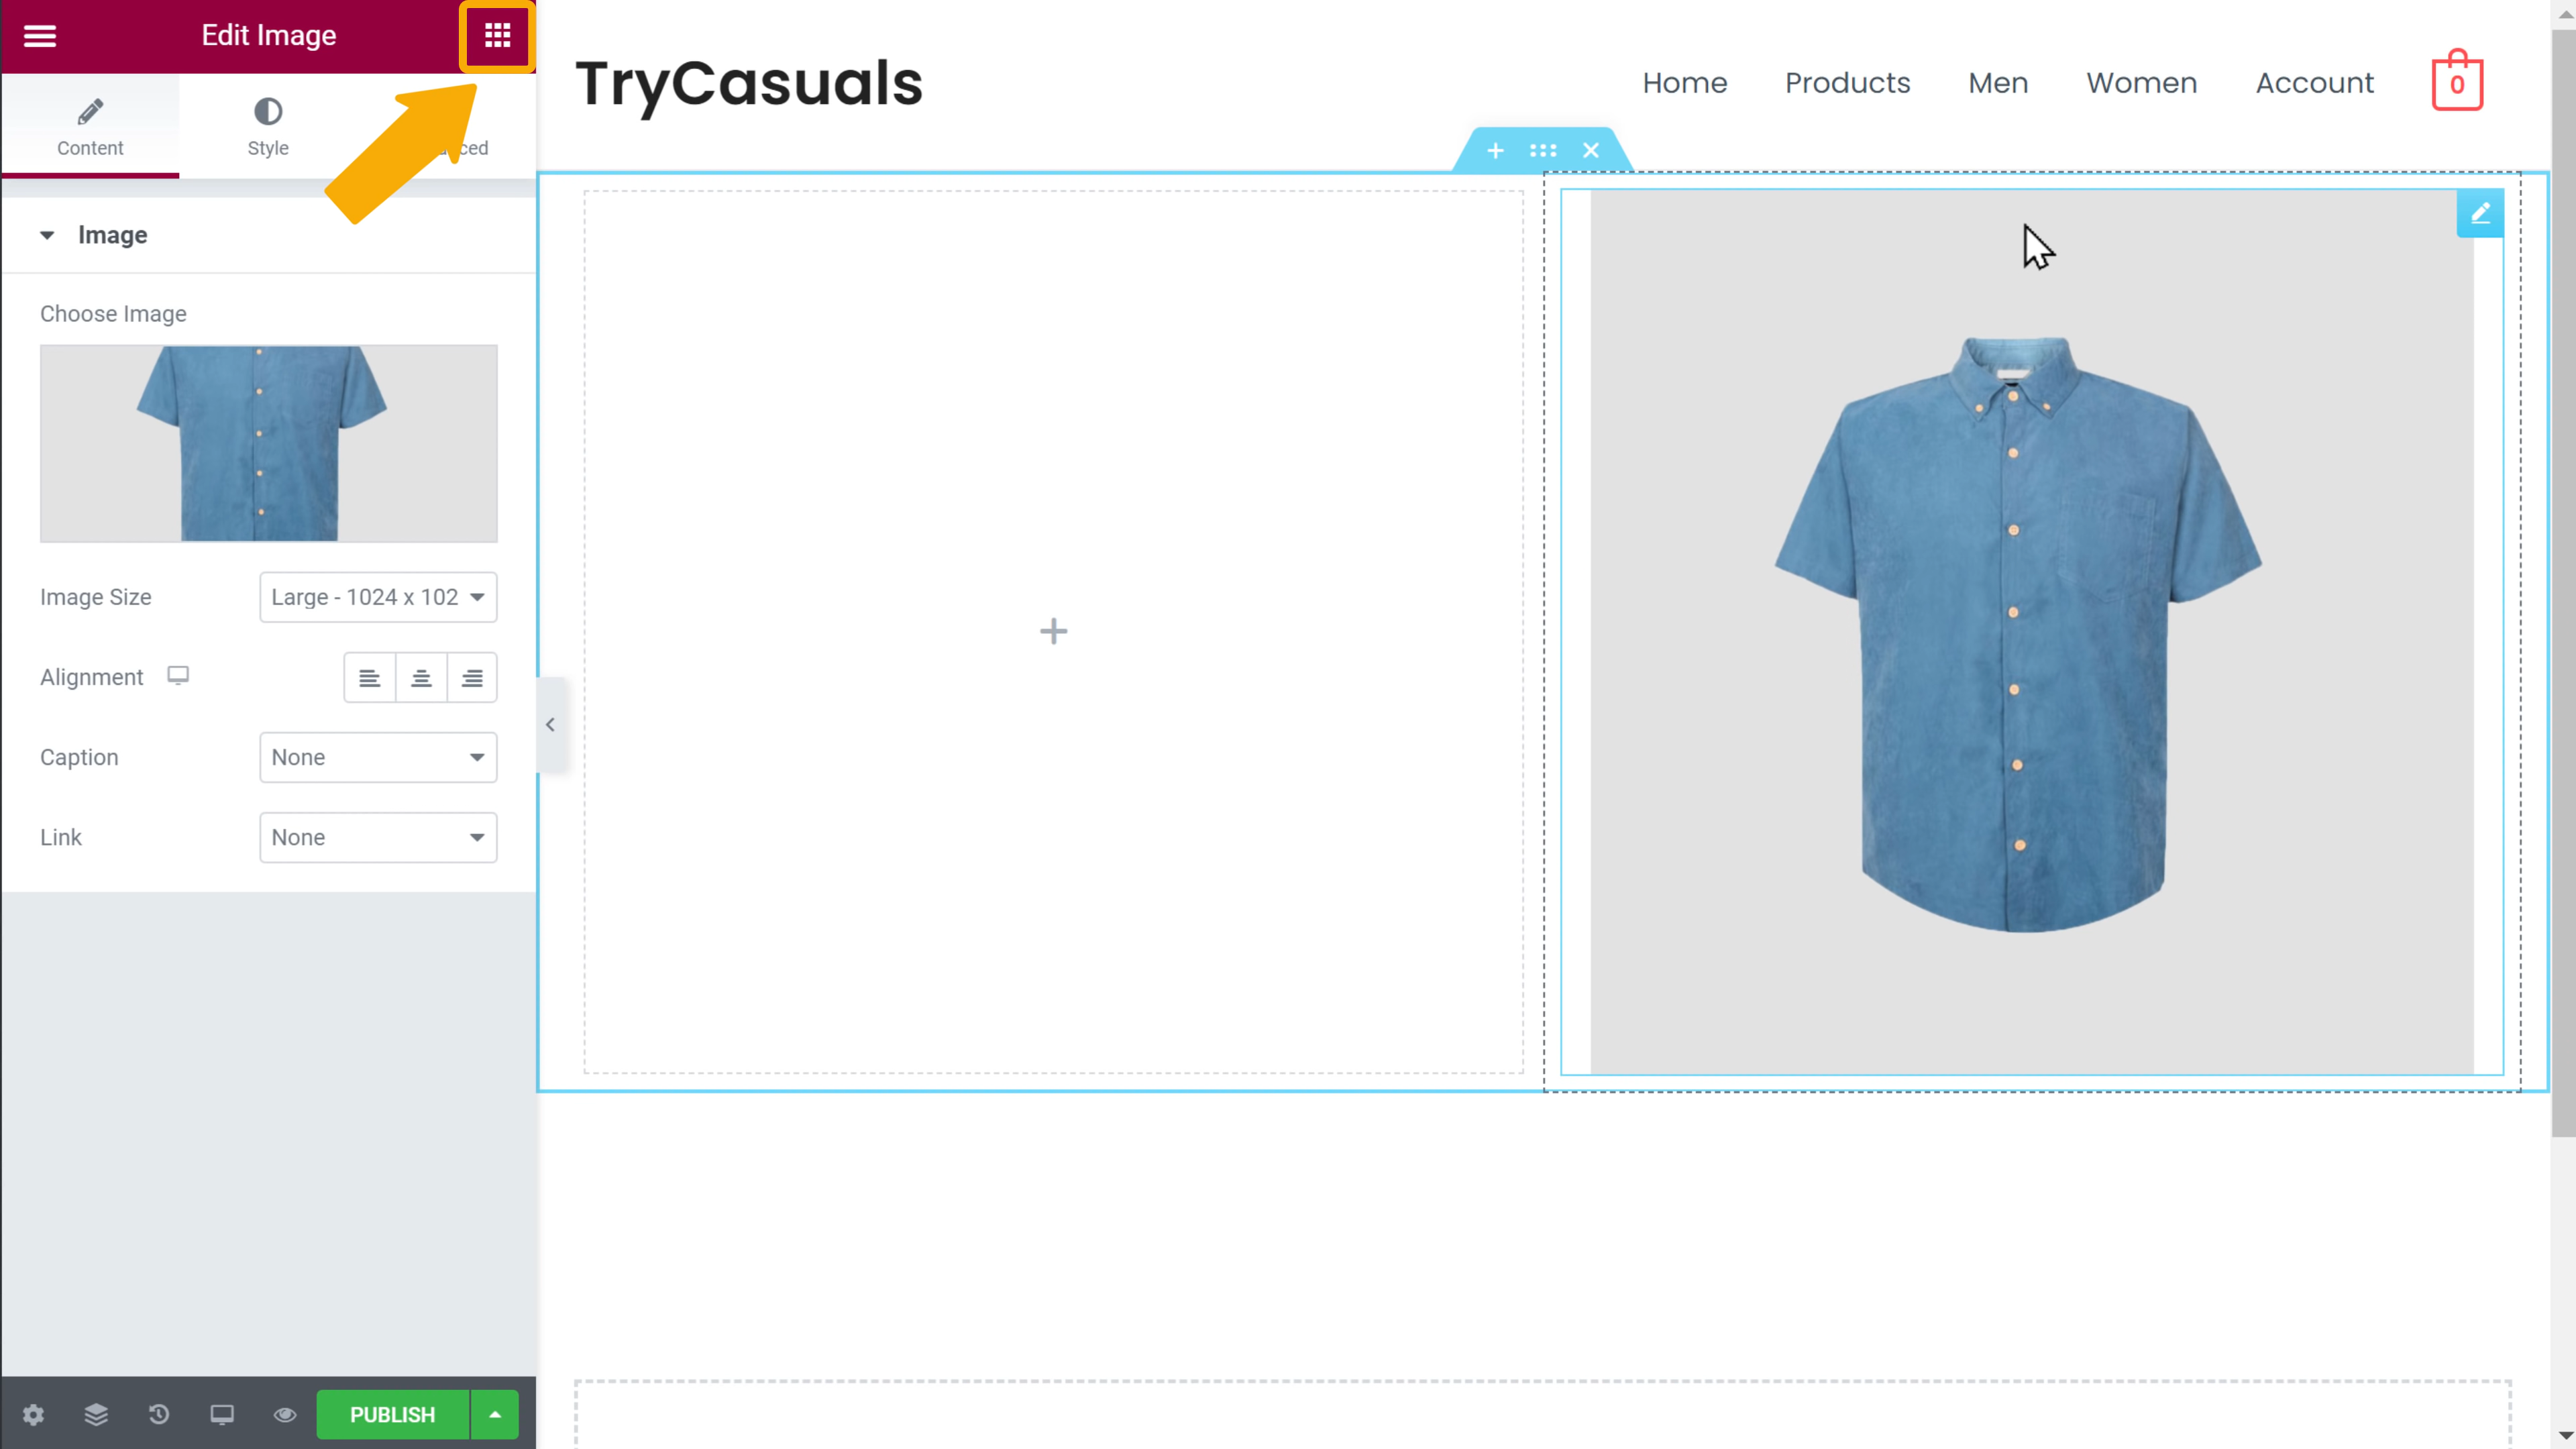 Edit Image
TryCasuals
Home Products Men Women Account 0
Content Style
Image
Choose Image
Image Size Large - 1024 x 102
Alignment
Caption None
Link None
PUBLISH